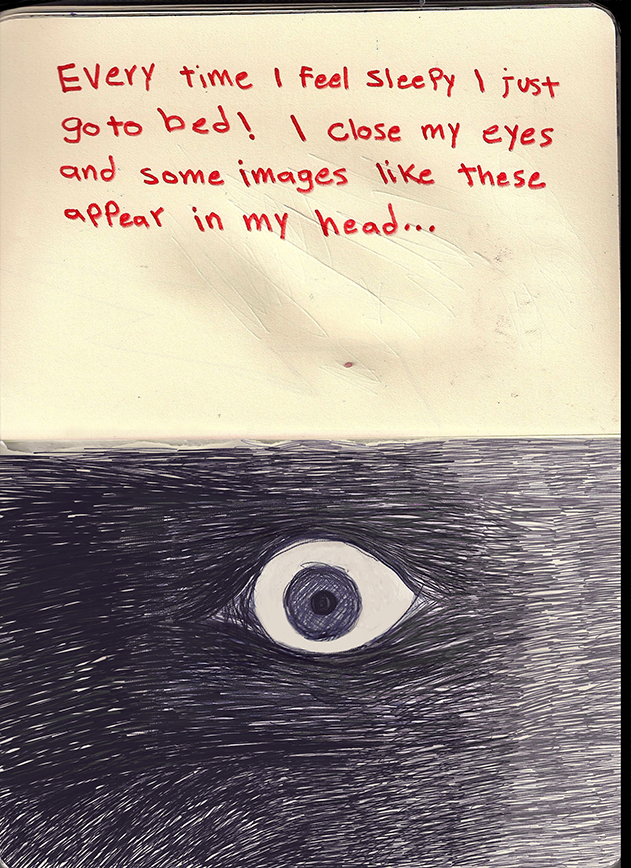 Every time I feel sleepy I just
go to bed! I close my eyes
and some images like these
appear in my head...